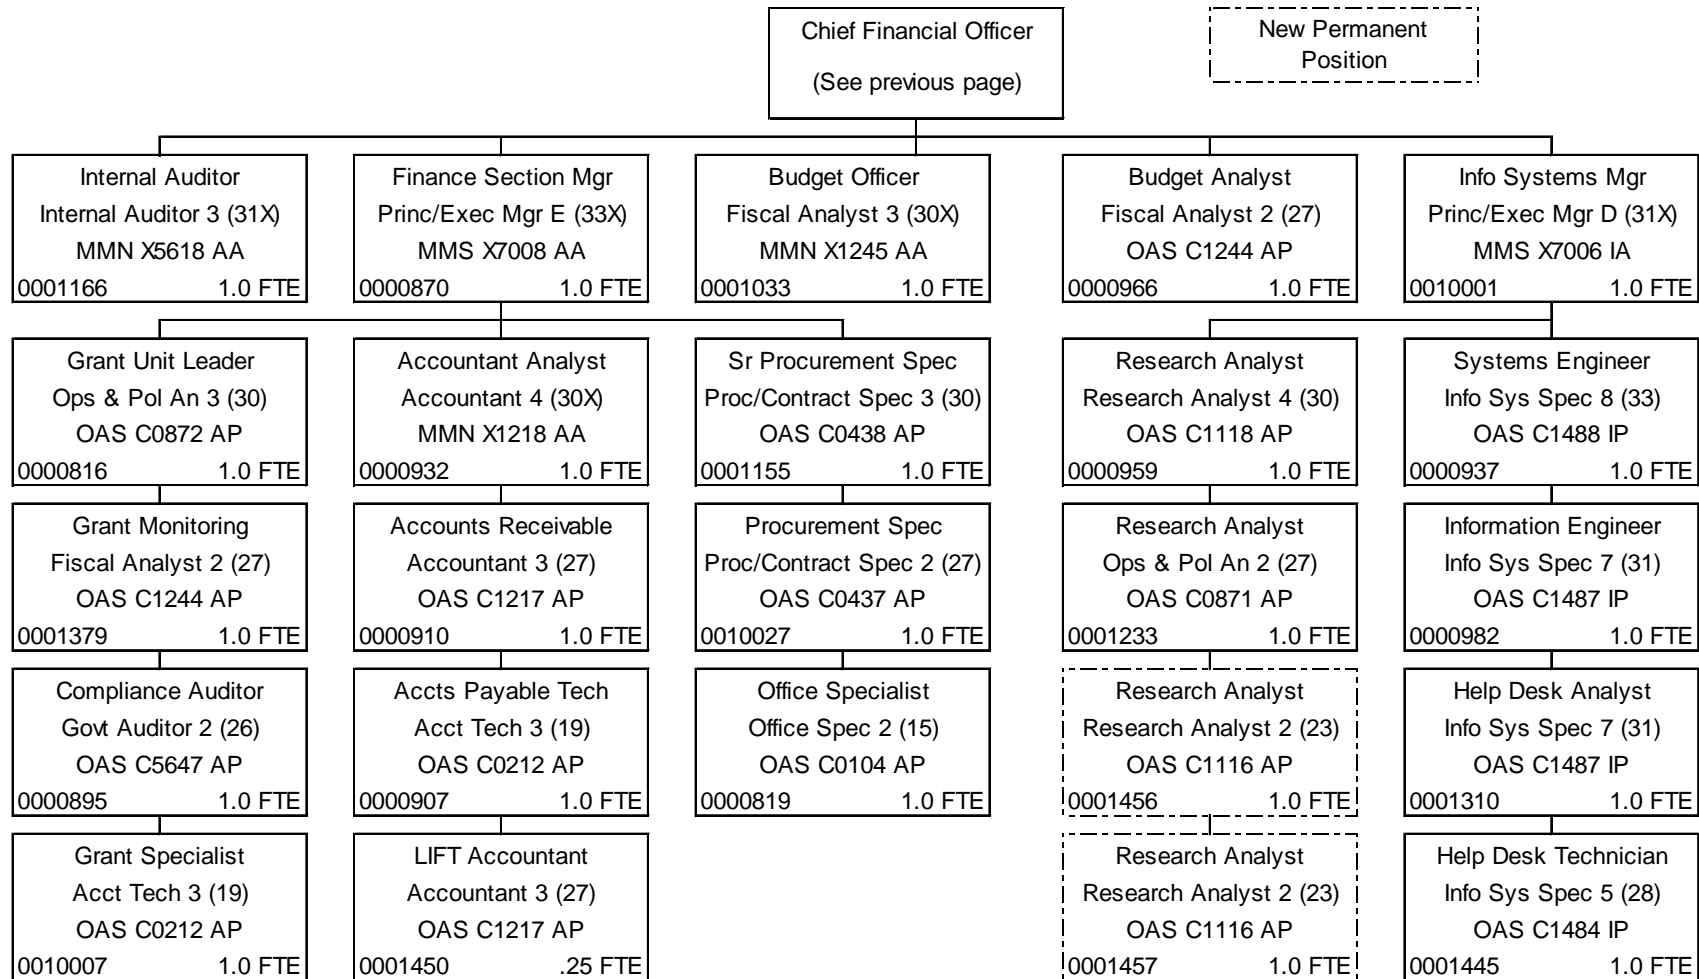 Chief Financial Officer
(See previous page)
New Permanent
Position
Internal Auditor
Internal Auditor 3 (31X)
MMN X5618 AA
0001166 1.0 FTE
Finance Section Mgr
Princ/Exec Mgr E (33X)
MMS X7008 AA
0000870 1.0 FTE
Budget Officer
Fiscal Analyst 3 (30X)
MMN X1245 AA
0001033 1.0 FTE
Budget Analyst
Fiscal Analyst 2 (27)
OAS C1244 AP
0000966 1.0 FTE
Info Systems Mgr
Princ/Exec Mgr D (31X)
MMS X7006 IA
0010001 1.0 FTE
Grant Unit Leader
Ops & Pol An 3 (30)
OAS C0872 AP
0000816 1.0 FTE
Accountant Analyst
Accountant 4 (30X)
MMN X1218 AA
0000932 1.0 FTE
Sr Procurement Spec
Proc/Contract Spec 3 (30)
OAS C0438 AP
0001155 1.0 FTE
Research Analyst
Research Analyst 4 (30)
OAS C1118 AP
0000959 1.0 FTE
Systems Engineer
Info Sys Spec 8 (33)
OAS C1488 IP
0000937 1.0 FTE
Grant Monitoring
Fiscal Analyst 2 (27)
OAS C1244 AP
0001379 1.0 FTE
Accounts Receivable
Accountant 3 (27)
OAS C1217 AP
0000910 1.0 FTE
Procurement Spec
Proc/Contract Spec 2 (27)
OAS C0437 AP
0010027 1.0 FTE
Research Analyst
Ops & Pol An 2 (27)
OAS C0871 AP
0001233 1.0 FTE
Information Engineer
Info Sys Spec 7 (31)
OAS C1487 IP
0000982 1.0 FTE
Compliance Auditor
Govt Auditor 2 (26)
OAS C5647 AP
0000895 1.0 FTE
Accts Payable Tech
Acct Tech 3 (19)
OAS C0212 AP
0000907 1.0 FTE
Office Specialist
Office Spec 2 (15)
OAS C0104 AP
0000819 1.0 FTE
Research Analyst
Research Analyst 2 (23)
OAS C1116 AP
0001456 1.0 FTE
Help Desk Analyst
Info Sys Spec 7 (31)
OAS C1487 IP
0001310 1.0 FTE
Grant Specialist
Acct Tech 3 (19)
OAS C0212 AP
0010007 1.0 FTE
LIFT Accountant
Accountant 3 (27)
OAS C1217 AP
0001450 .25 FTE
Research Analyst
Research Analyst 2 (23)
OAS C1116 AP
0001457 1.0 FTE
Help Desk Technician
Info Sys Spec 5 (28)
OAS C1484 IP
0001445 1.0 FTE